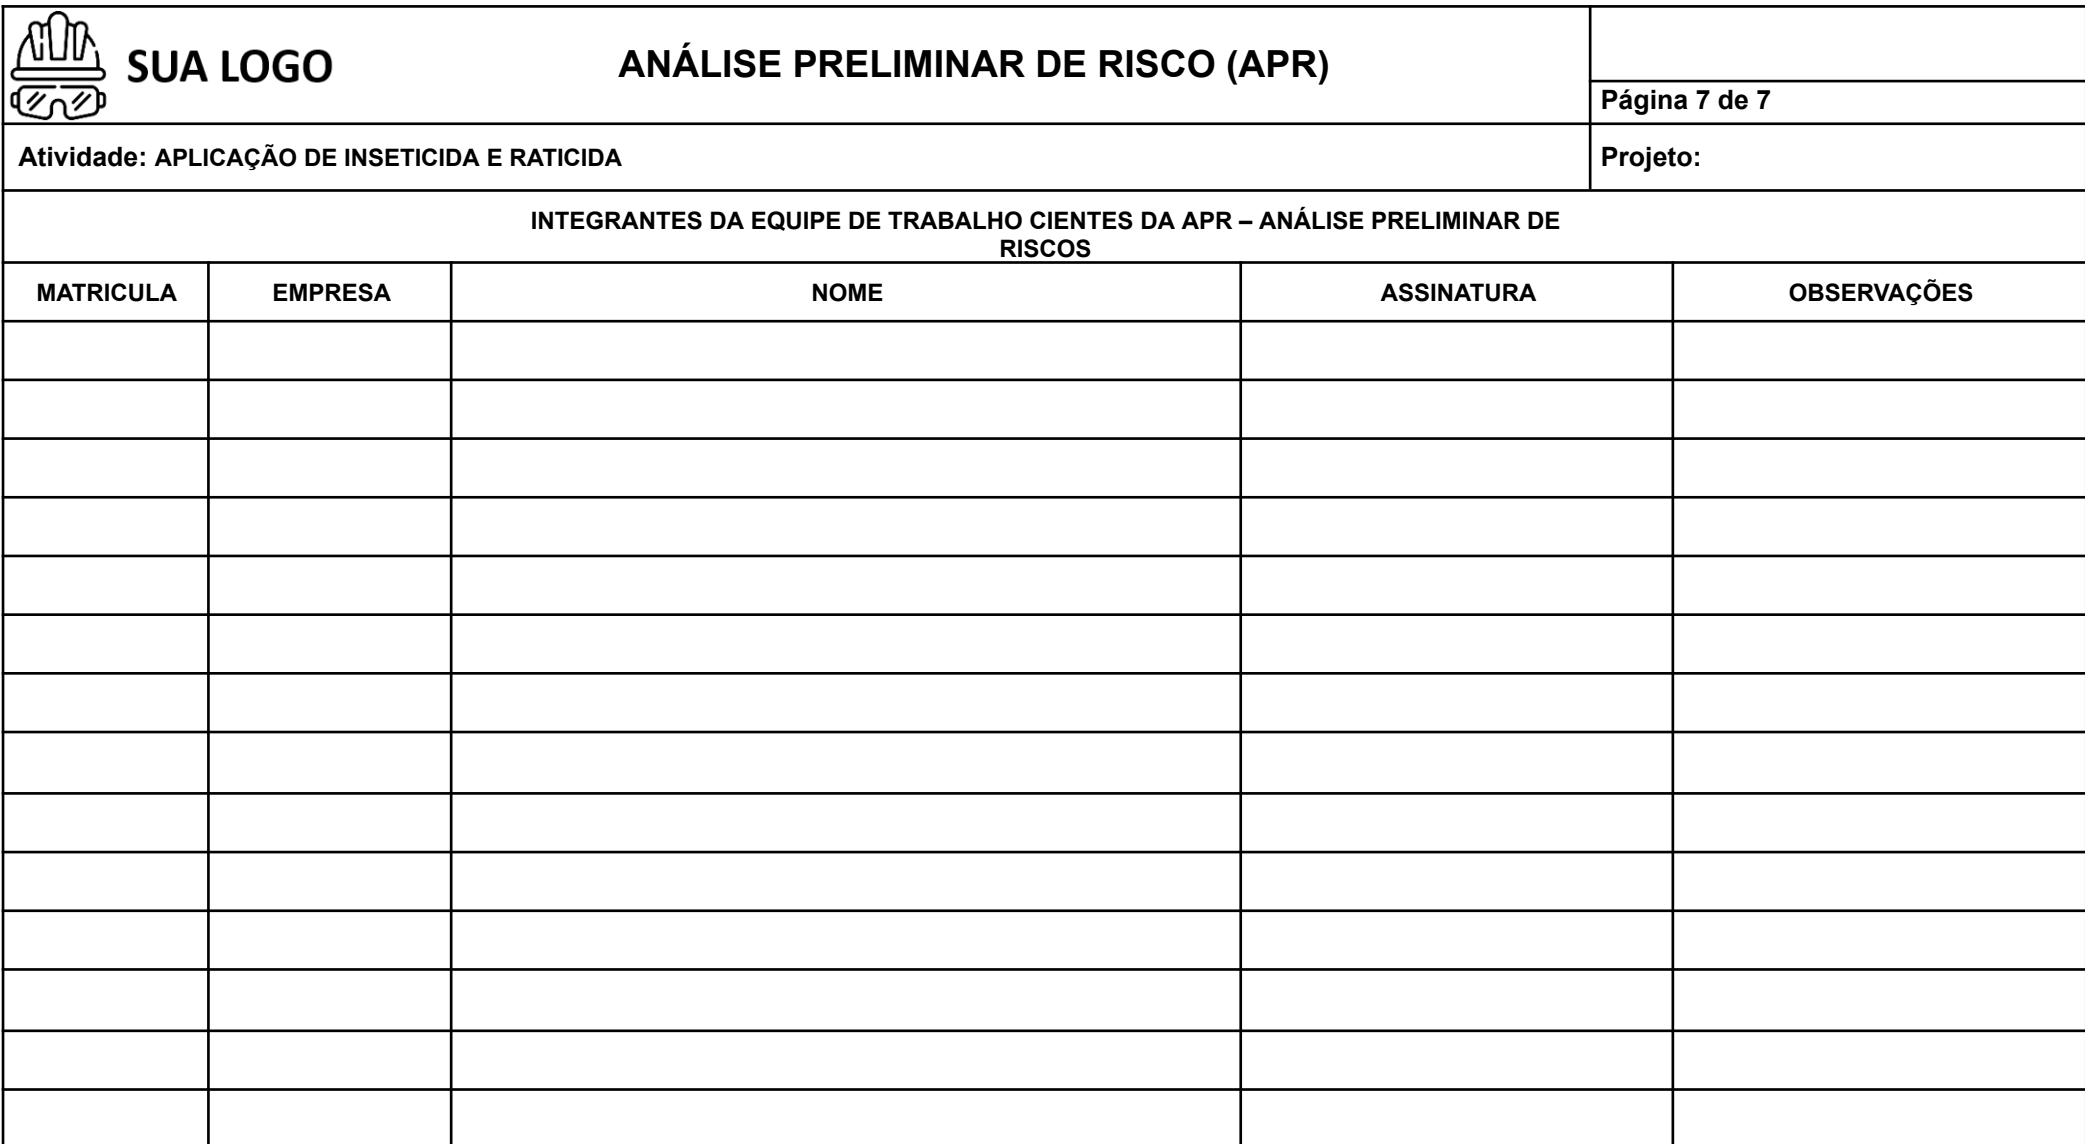 SUA LOGO
ANÁLISE PRELIMINAR DE RISCO (APR)
Página 7 de 7
Atividade: APLICAÇÃO DE INSETICIDA E RATICIDA
Projeto:
INTEGRANTES DA EQUIPE DE TRABALHO CIENTES DA APR – ANÁLISE PRELIMINAR DE
RISCOS
MATRICULA
EMPRESA
NOME
ASSINATURA
OBSERVAÇÕES